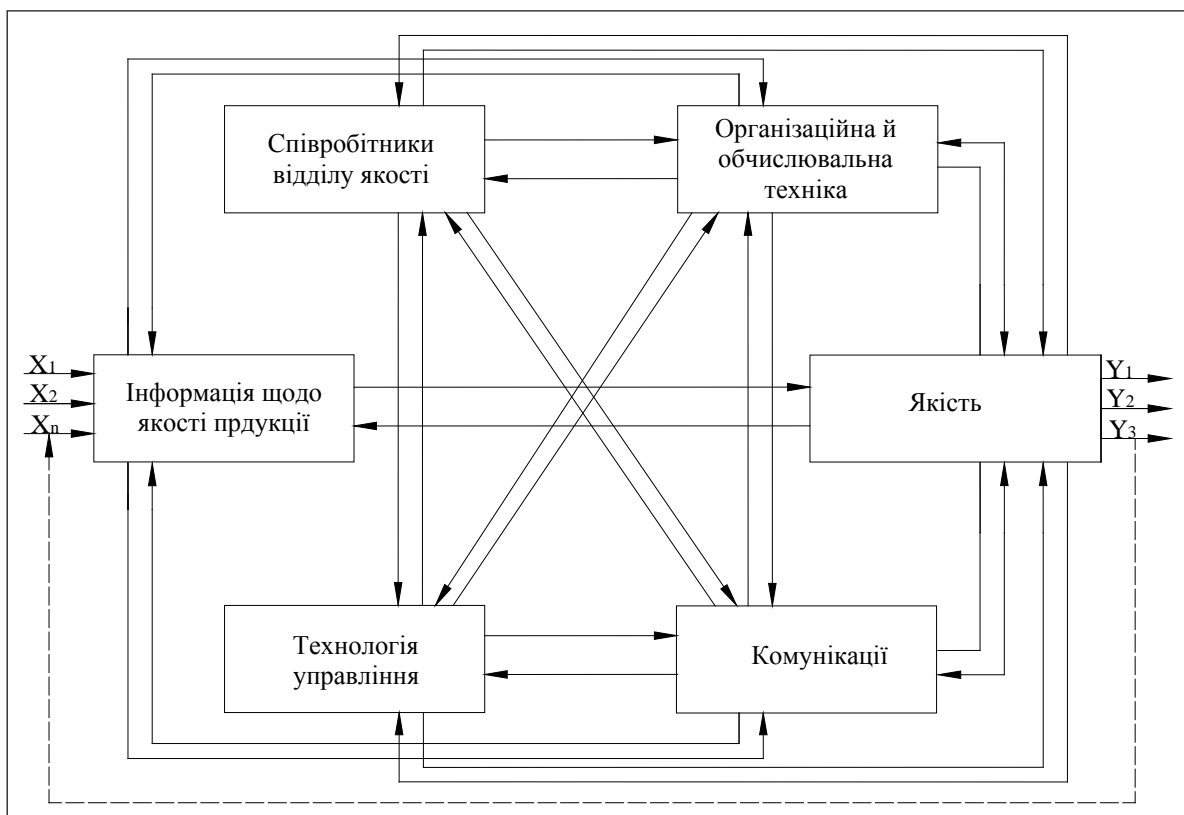 Співробітники
відділу якості
Організаційна й
обчислювальна
техніка
X1
X2
Xn
Інформація щодо
якості прдукції
Якість
Y1
Y2
Y3
Технологія
управління
Комунікації